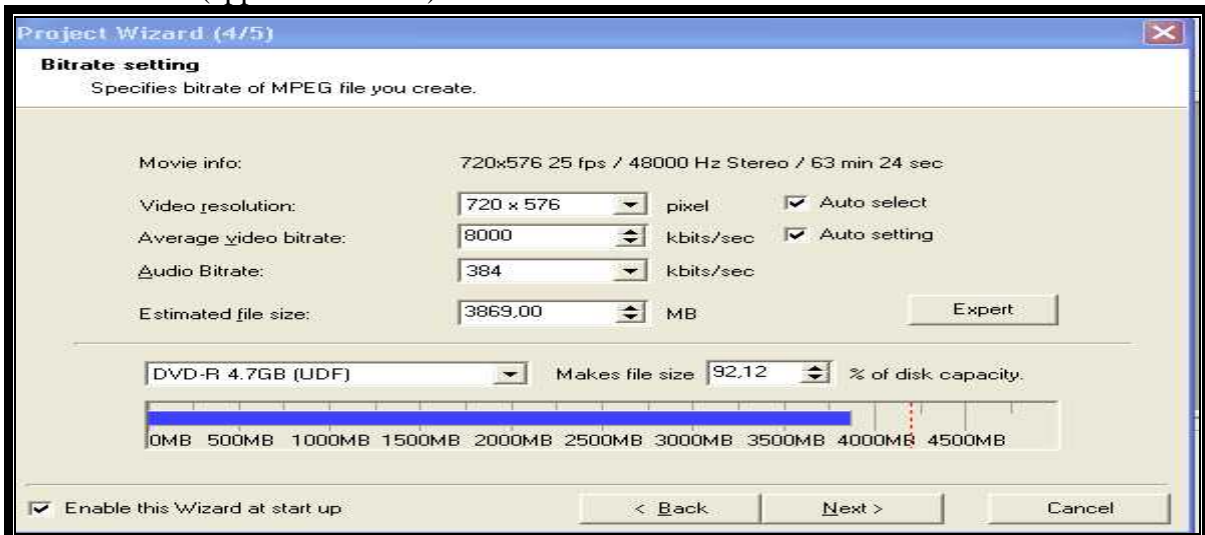 Project Wizard (4/5)
Bitrate setting
Specifies bitrate of MPEG file you create.
Movie info: 720x576 25 fps / 48000 Hz Stereo / 63 min 24 sec
Video resolution: 720 x 576 pixel Auto select
Average video bitrate: 8000 kbits/sec Auto setting
Audio Bitrate: 384 kbits/sec
Estimated file size: 3869,00 MB Expert
DVD-R 4.7GB (UDF) Makes file size 92,12 % of disk capacity.
0MB 500MB 1000MB 1500MB 2000MB 2500MB 3000MB 3500MB 4000MB 4500MB
Enable this Wizard at start up < Back Next > Cancel